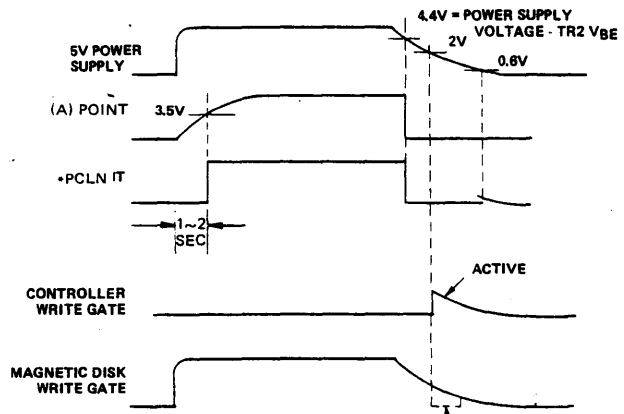 4.4V = POWER SUPPLY
VOLTAGE - TR2 VBE
5V POWER
SUPPLY
2V
0.6V
(A) POINT
3.5V
*PCLN IT
1~2
SEC
ACTIVE
CONTROLLER
WRITE GATE
MAGNETIC DISK
WRITE GATE